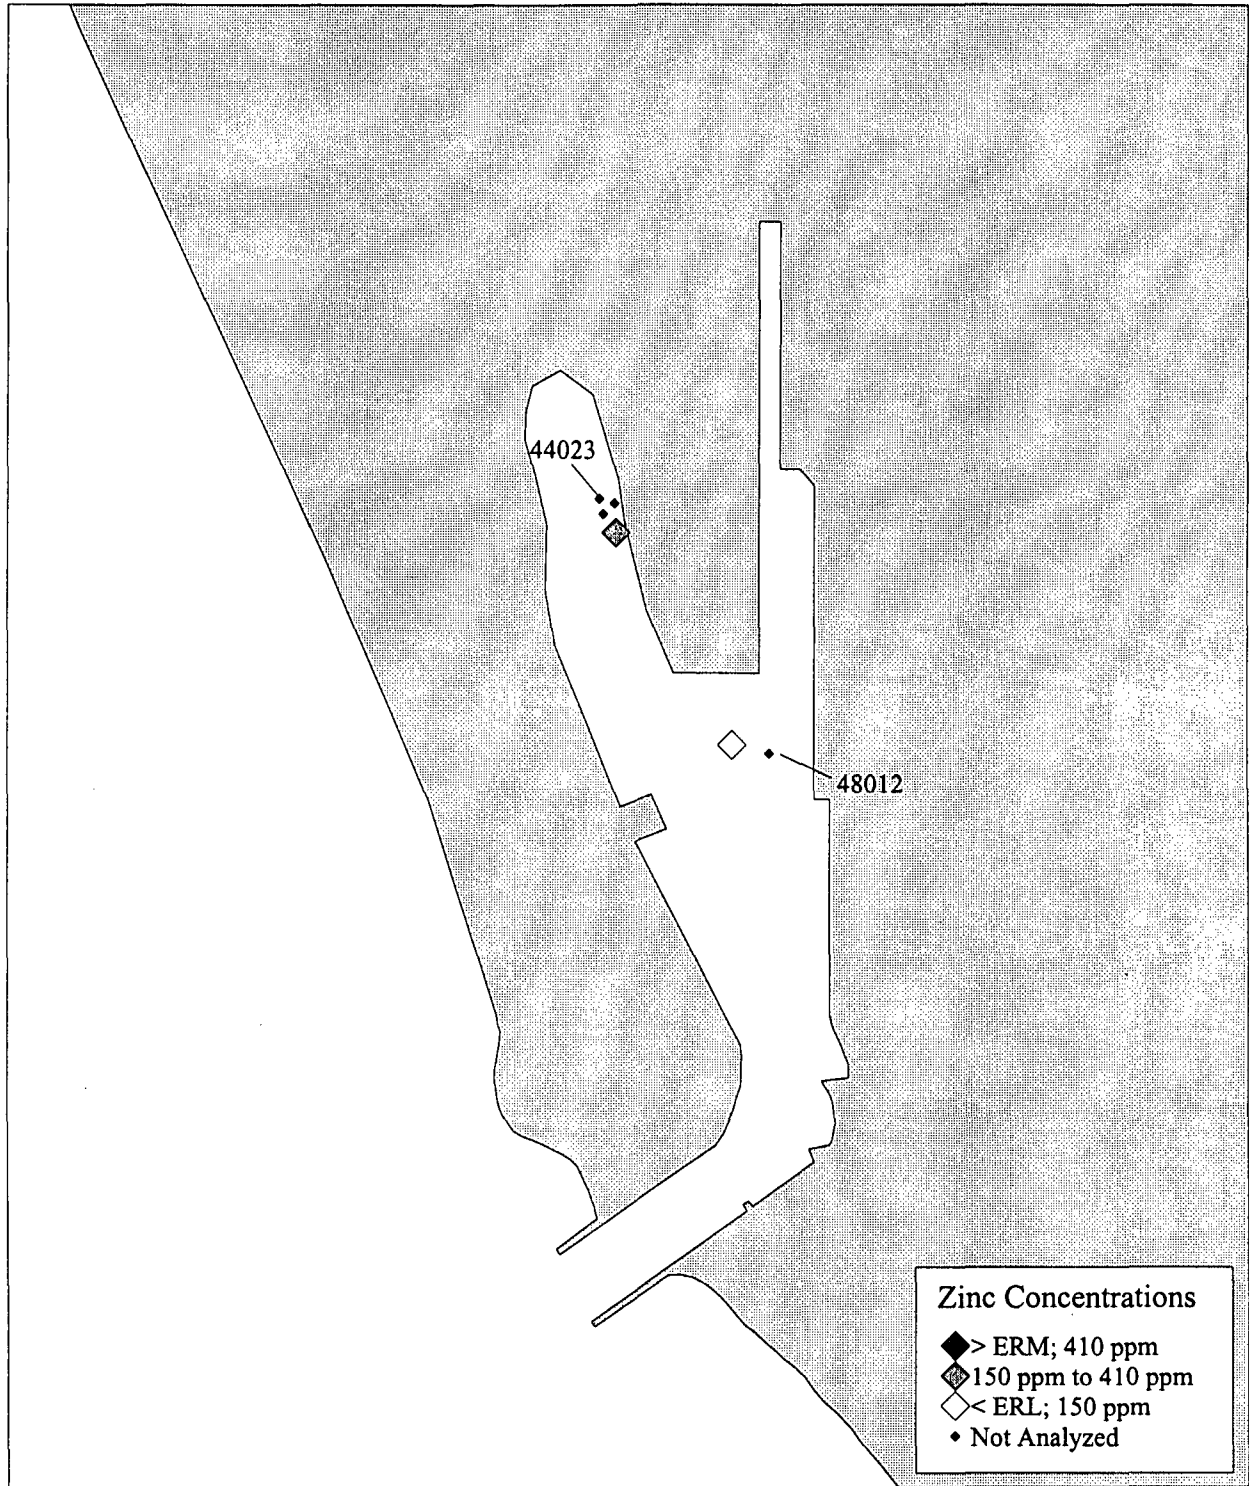 44023
48012
Zinc Concentrations
> ERM; 410 ppm
150 ppm to 410 ppm
< ERL; 150 ppm
Not Analyzed